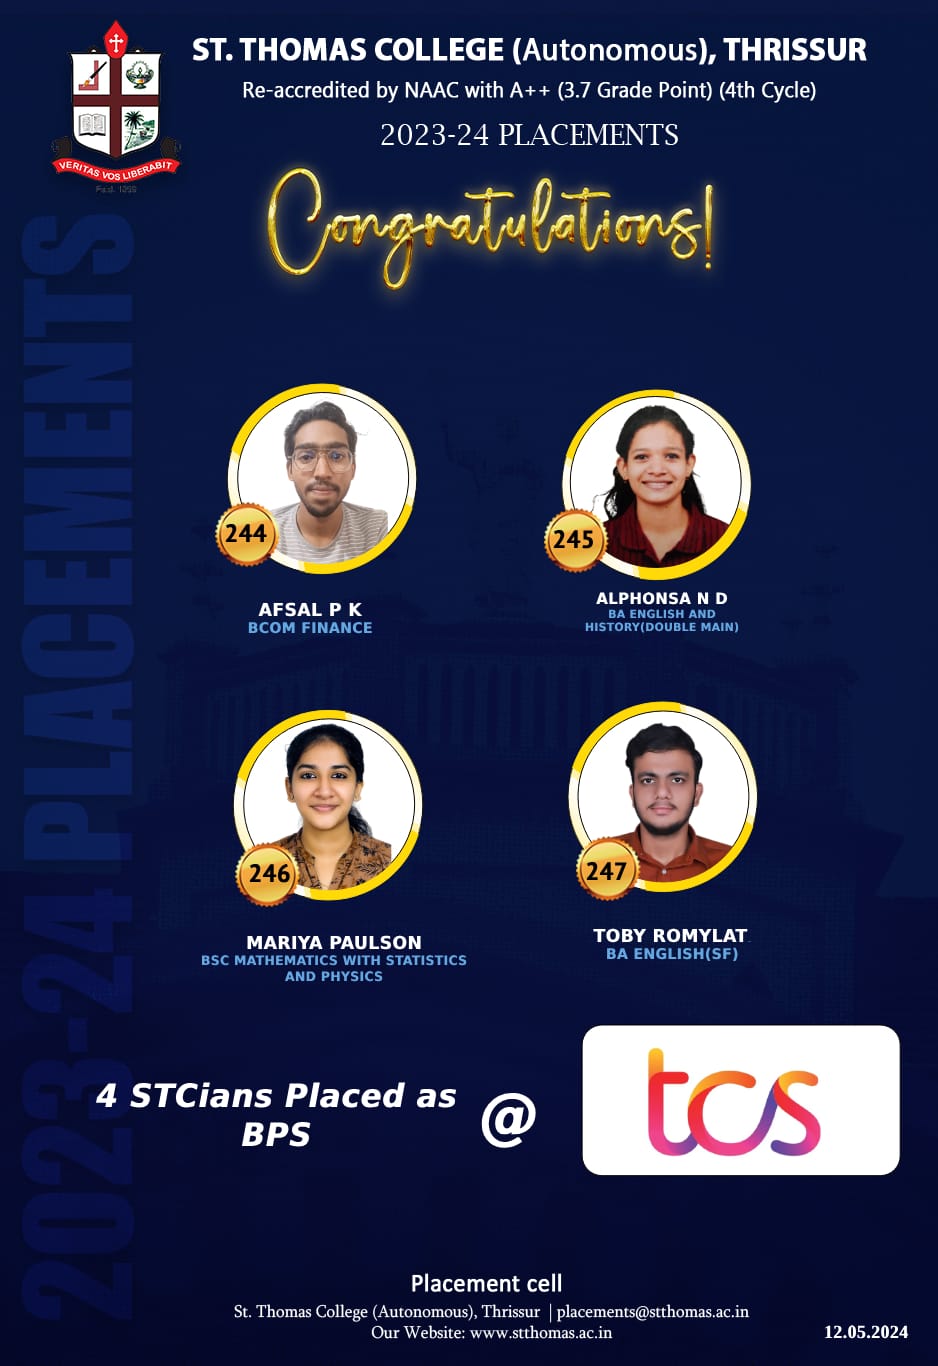 ST. THOMAS COLLEGE (Autonomous), THRISSUR
Re-accredited by NAAC with A++ (3.7 Grade Point) (4th Cycle)
2023-24 PLACEMENTS
VERITAS VOS LIBERABIT
Congratulations!
2023-24 PLACEMENTS
244
AFSAL P K
BCOM FINANCE
245
ALPHONSA N D
BA ENGLISH AND
HISTORY(DOUBLE MAIN)
246
MARIYA PAULSON
BSC MATHEMATICS WITH STATISTICS
AND PHYSICS
247
TOBY ROMYLAT
BA ENGLISH(SF)
4 STCians Placed as
BPS
@
tcs
Placement cell
St. Thomas College (Autonomous), Thrissur | placements@stthomas.ac.in
Our Website: www.stthomas.ac.in
12.05.2024